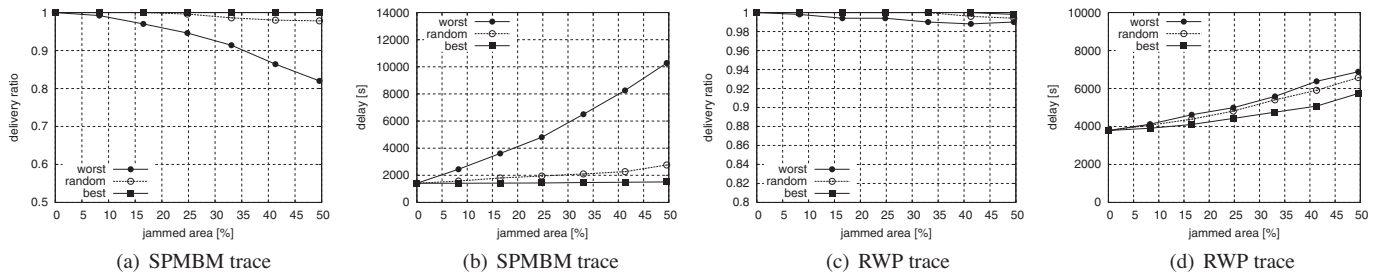 1
0.9
0.8
0.7
0.6
0.5
delivery ratio
worst
random
best
0 5 10 15 20 25 30 35 40 45 50
jammed area [%]
(a) SPMBM trace
14000
12000
10000
8000
6000
4000
2000
0
delay [s]
worst
random
best
0 5 10 15 20 25 30 35 40 45 50
jammed area [%]
(b) SPMBM trace
1
0.98
0.96
0.94
0.92
0.9
0.88
0.86
0.84
0.82
0.8
delivery ratio
worst
random
best
0 5 10 15 20 25 30 35 40 45 50
jammed area [%]
(c) RWP trace
10000
8000
6000
4000
2000
0
delay [s]
worst
random
best
0 5 10 15 20 25 30 35 40 45 50
jammed area [%]
(d) RWP trace